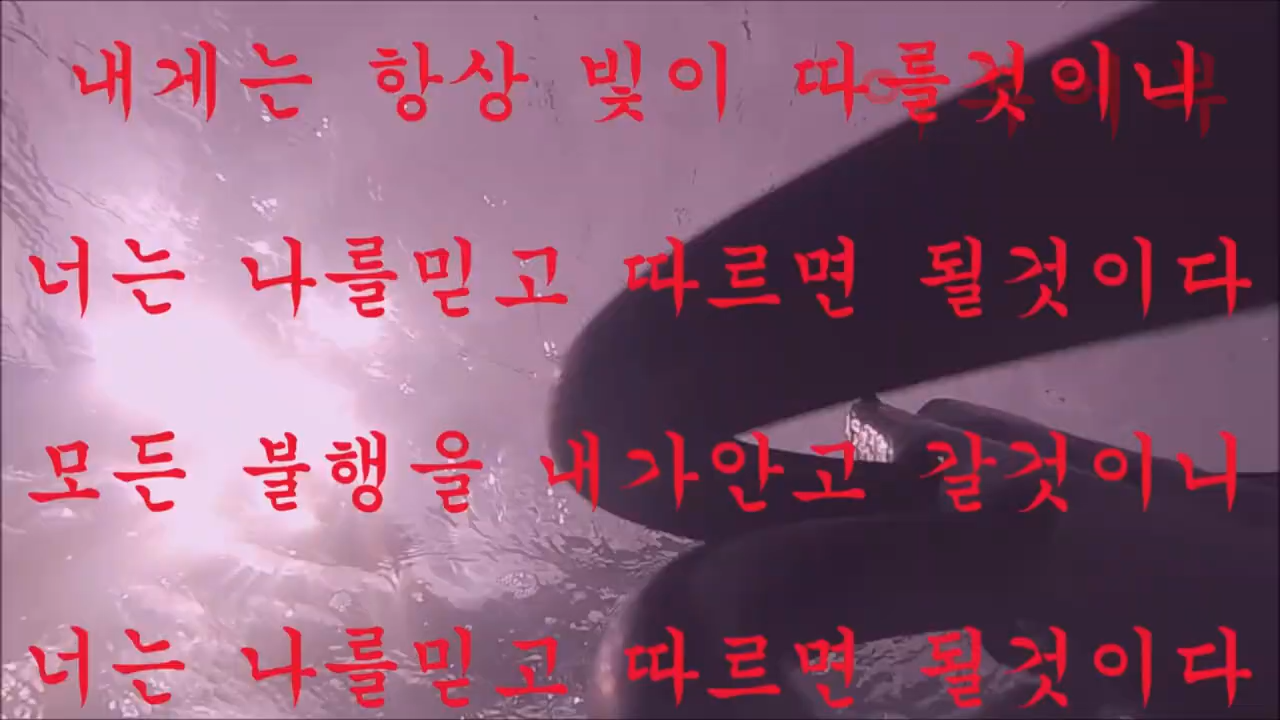 내게는 항상 빛이 따를것이니
너는 나를믿고 따르면 될것이다
모든 불행을 내가안고 갈것이니
너는 나를믿고 따르면 될것이다